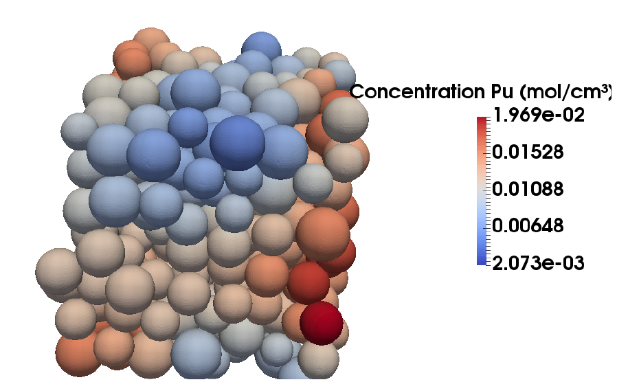 Concentration Pu (mol/cm³)
1.969e-02
0.01528
0.01088
0.00648
2.073e-03